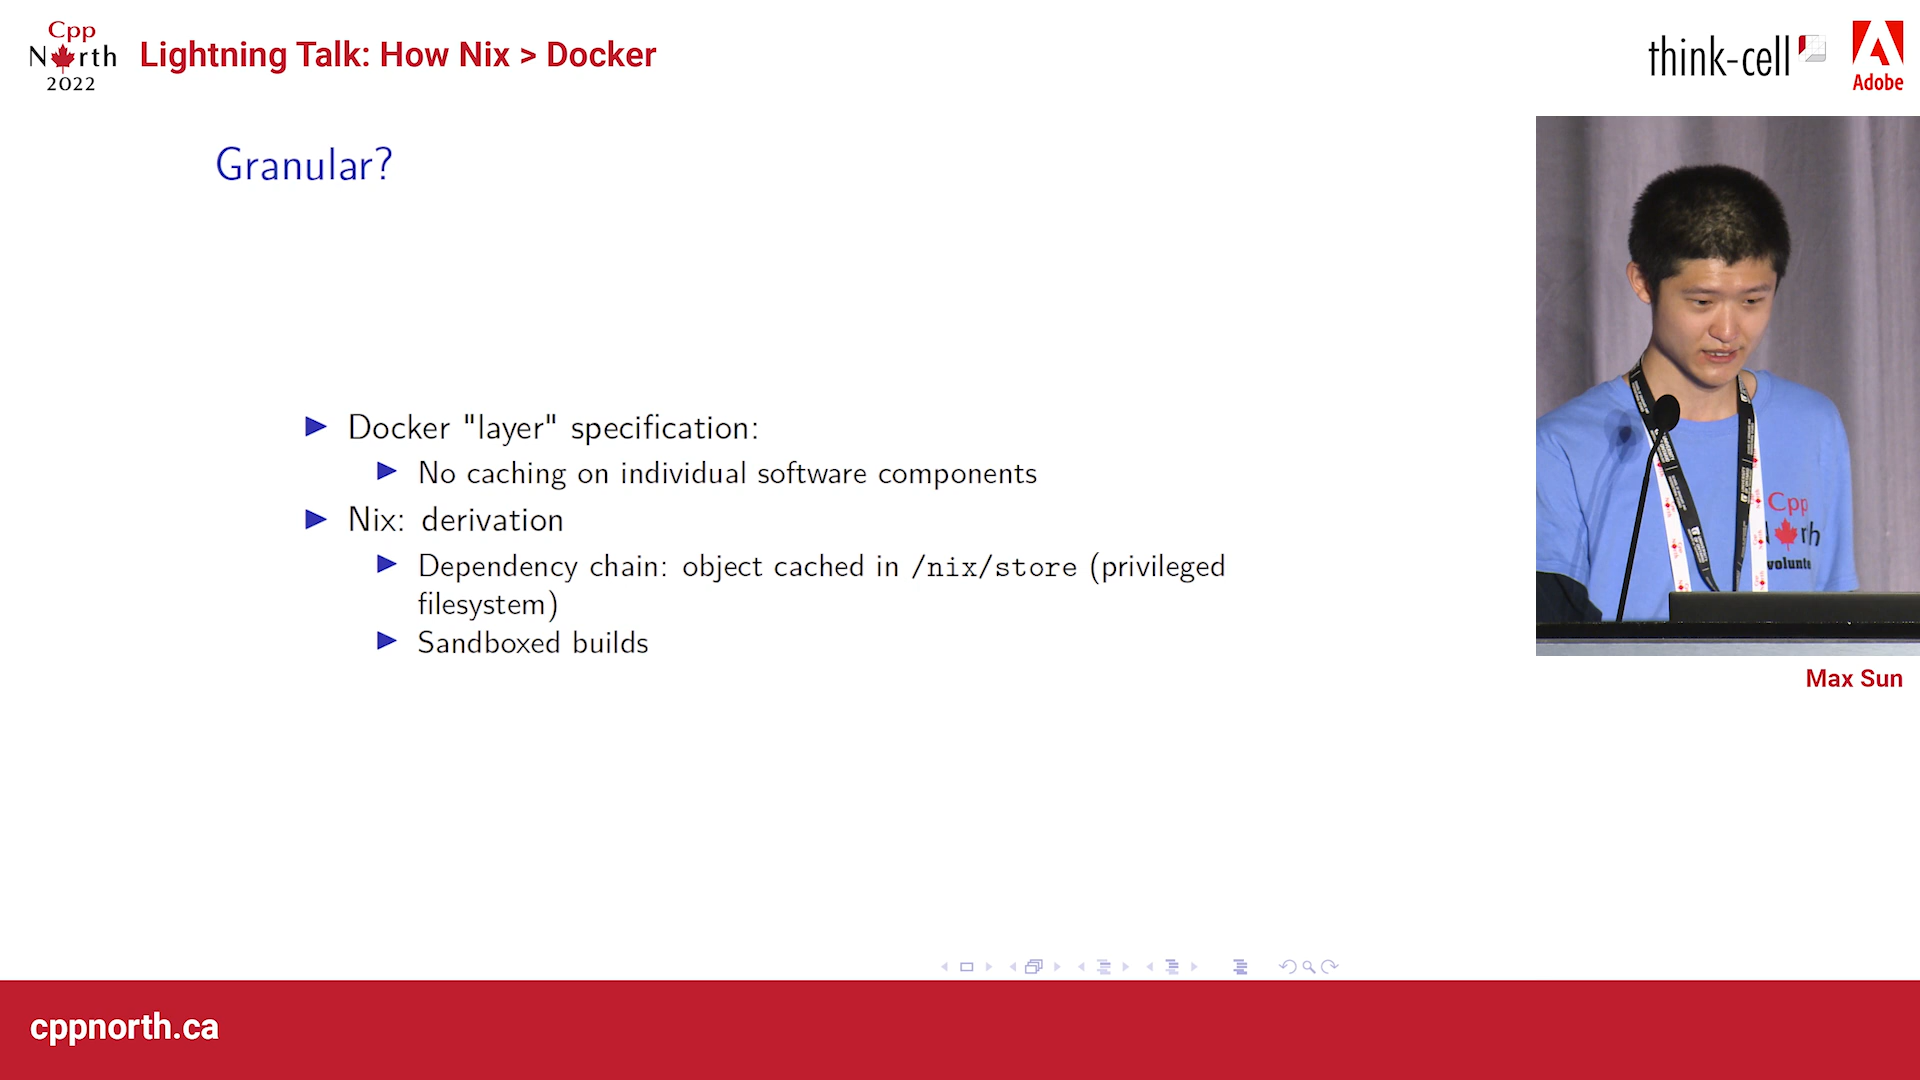 Cpp
North
2022
Lightning Talk: How Nix > Docker
think-cell
Adobe
Granular?
Docker "layer" specification:
No caching on individual software components
Nix: derivation
Dependency chain: object cached in /nix/store (privileged
filesystem)
Sandboxed builds
Cpp
rth
volunte
Max Sun
cppnorth.ca